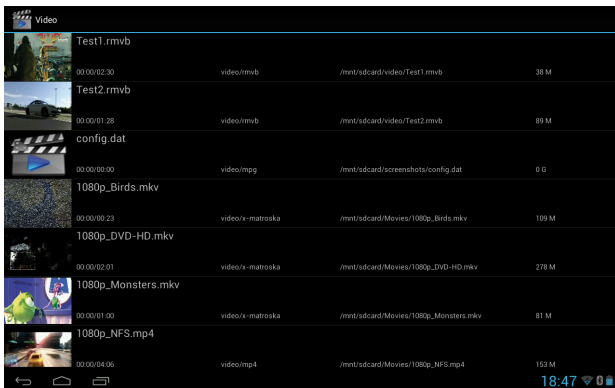 Video
Test1.rmvb
00:00/02:30 video/rmvb /mnt/sdcard/video/Test1.rmvb 38 M
Test2.rmvb
00:00/01:28 video/rmvb /mnt/sdcard/video/Test2.rmvb 89 M
config.dat
00:00/00:00 video/mpg /mnt/sdcard/screenshots/config.dat 0 G
1080p_Birds.mkv
00:00/00:23 video/x-matroska /mnt/sdcard/Movies/1080p_Birds.mkv 109 M
1080p_DVD-HD.mkv
00:00/02:01 video/x-matroska /mnt/sdcard/Movies/1080p_DVD-HD.mkv 278 M
1080p_Monsters.mkv
00:00/01:00 video/x-matroska /mnt/sdcard/Movies/1080p_Monsters.mkv 81 M
1080p_NFS.mp4
00:00/04:06 video/mp4 /mnt/sdcard/Movies/1080p_NFS.mp4 153 M
18:47